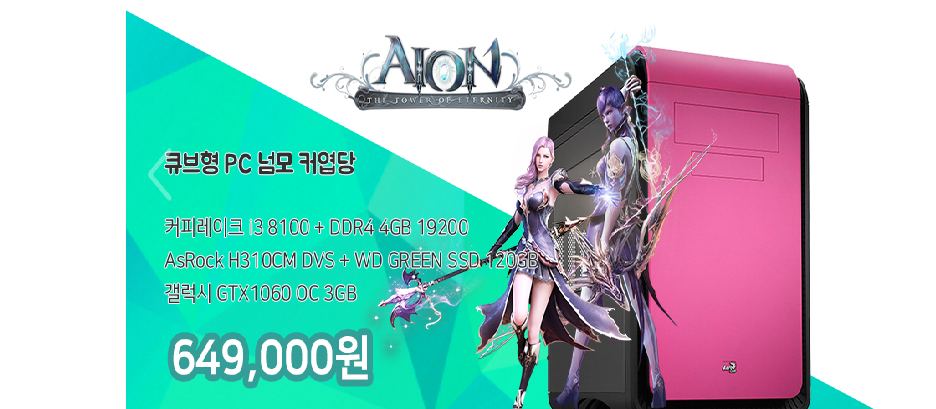 AION
THE TOWER OF ETERNITY
큐브형 PC 넘모 커엽당
커피레이크 i3 8100 + DDR4 4GB 19200
AsRock H310CM DVS + WD GREEN SSD 120GB
갤럭시 GTX1060 OC 3GB
649,000원